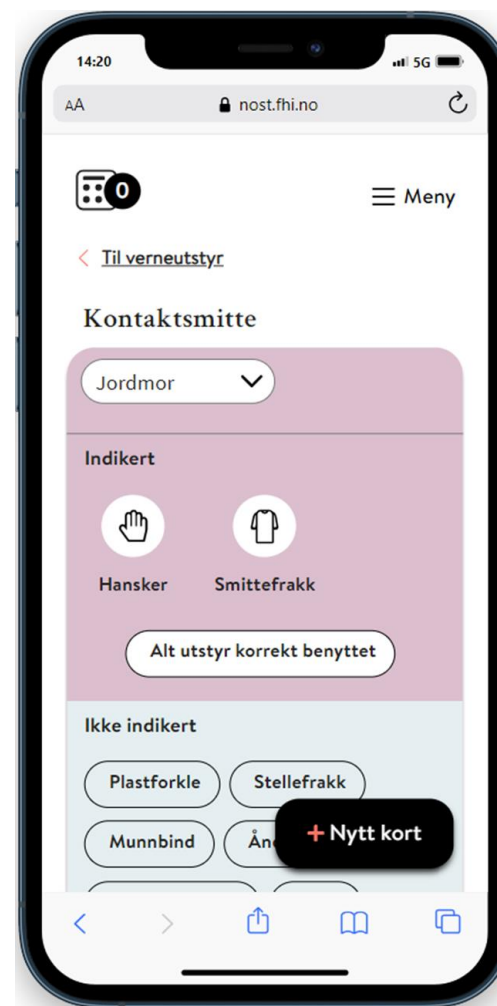 14:20
5G
AA
nost.fhi.no
0
Meny
Til verneutstyr
Kontaktsmitte
Jordmor
Indikert
Hansker
Smittefrakk
Alt utstyr korrekt benyttet
Ikke indikert
Plastforkle
Stellefrakk
Munnbind
+ Nytt kort